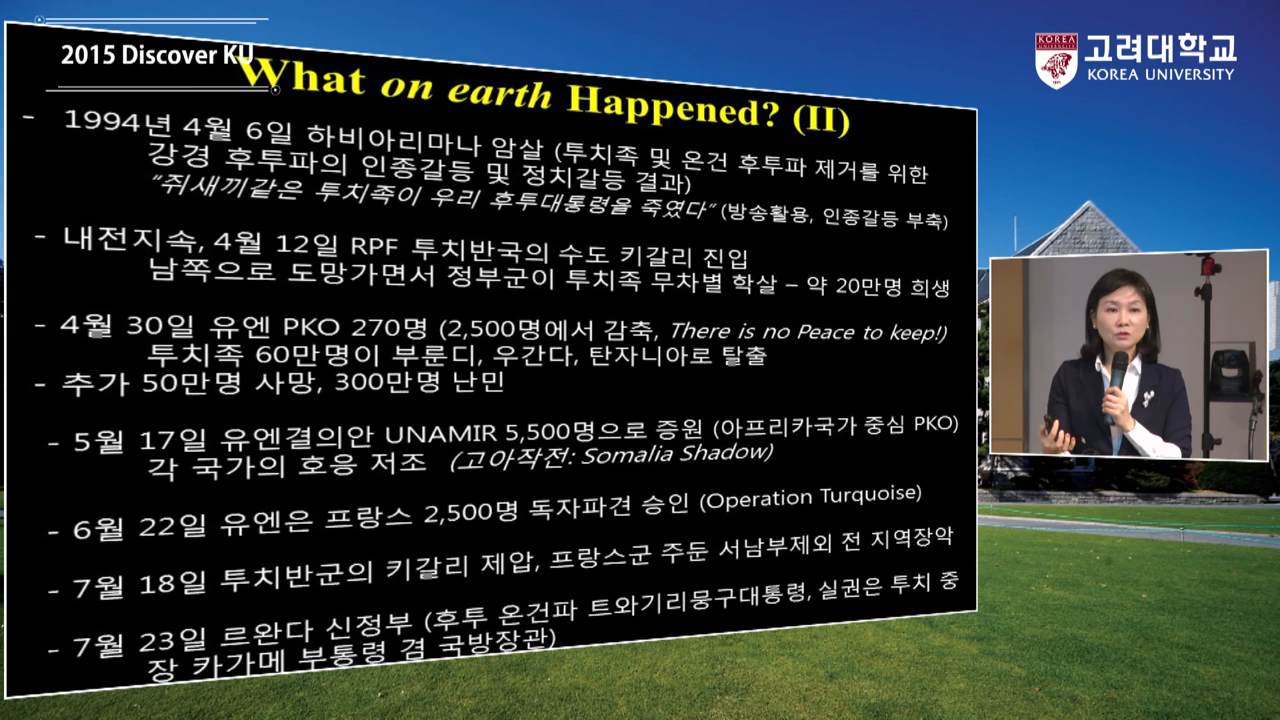 2015 Discover KU
KOREA UNIVERSITY
고려대학교
KOREA UNIVERSITY
What on earth Happened? (II)
- 1994년 4월 6일 하비아리마나 암살 (투치족 및 온건 후투파 제거를 위한
강경 후투파의 인종갈등 및 정치갈등 결과)
"쥐새끼같은 투치족이 우리 후투대통령을 죽였다" (방송활용, 인종갈등 부축)
- 내전지속, 4월 12일 RPF 투치반국의 수도 키갈리 진입
남쪽으로 도망가면서 정부군이 투치족 무차별 학살 – 약 20만명 희생
- 4월 30일 유엔 PKO 270명 (2,500명에서 감축, There is no Peace to keep!)
투치족 60만명이 부룬디, 우간다, 탄자니아로 탈출
- 추가 50만명 사망, 300만명 난민
- 5월 17일 유엔결의안 UNAMIR 5,500명으로 증원 (아프리카국가 중심 PKO)
각 국가의 호응 저조 (고아작전: Somalia Shadow)
- 6월 22일 유엔은 프랑스 2,500명 독자파견 승인 (Operation Turquoise)
- 7월 18일 투치반군의 키갈리 제압, 프랑스군 주둔 서남부제외 전 지역장악
- 7월 23일 르완다 신정부 (후투 온건파 트와기리뭉구대통령, 실권은 투치 중
장 카가메 부통령 겸 국방장관)